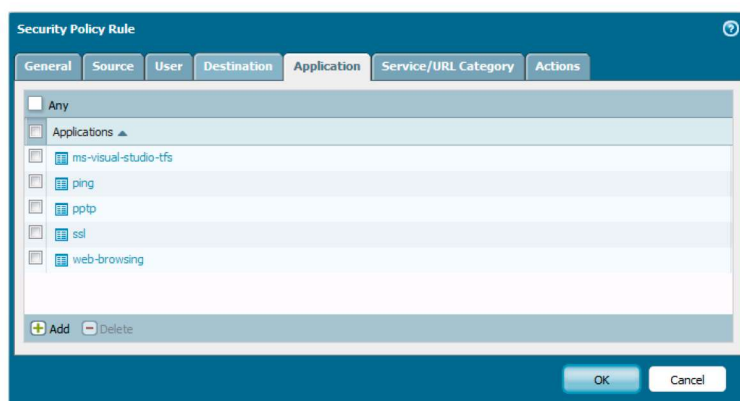 Security Policy Rule
General Source User Destination Application Service/URL Category Actions
Any
Applications
ms-visual-studio-tfs
ping
pptp
ssl
web-browsing
Add Delete
OK Cancel